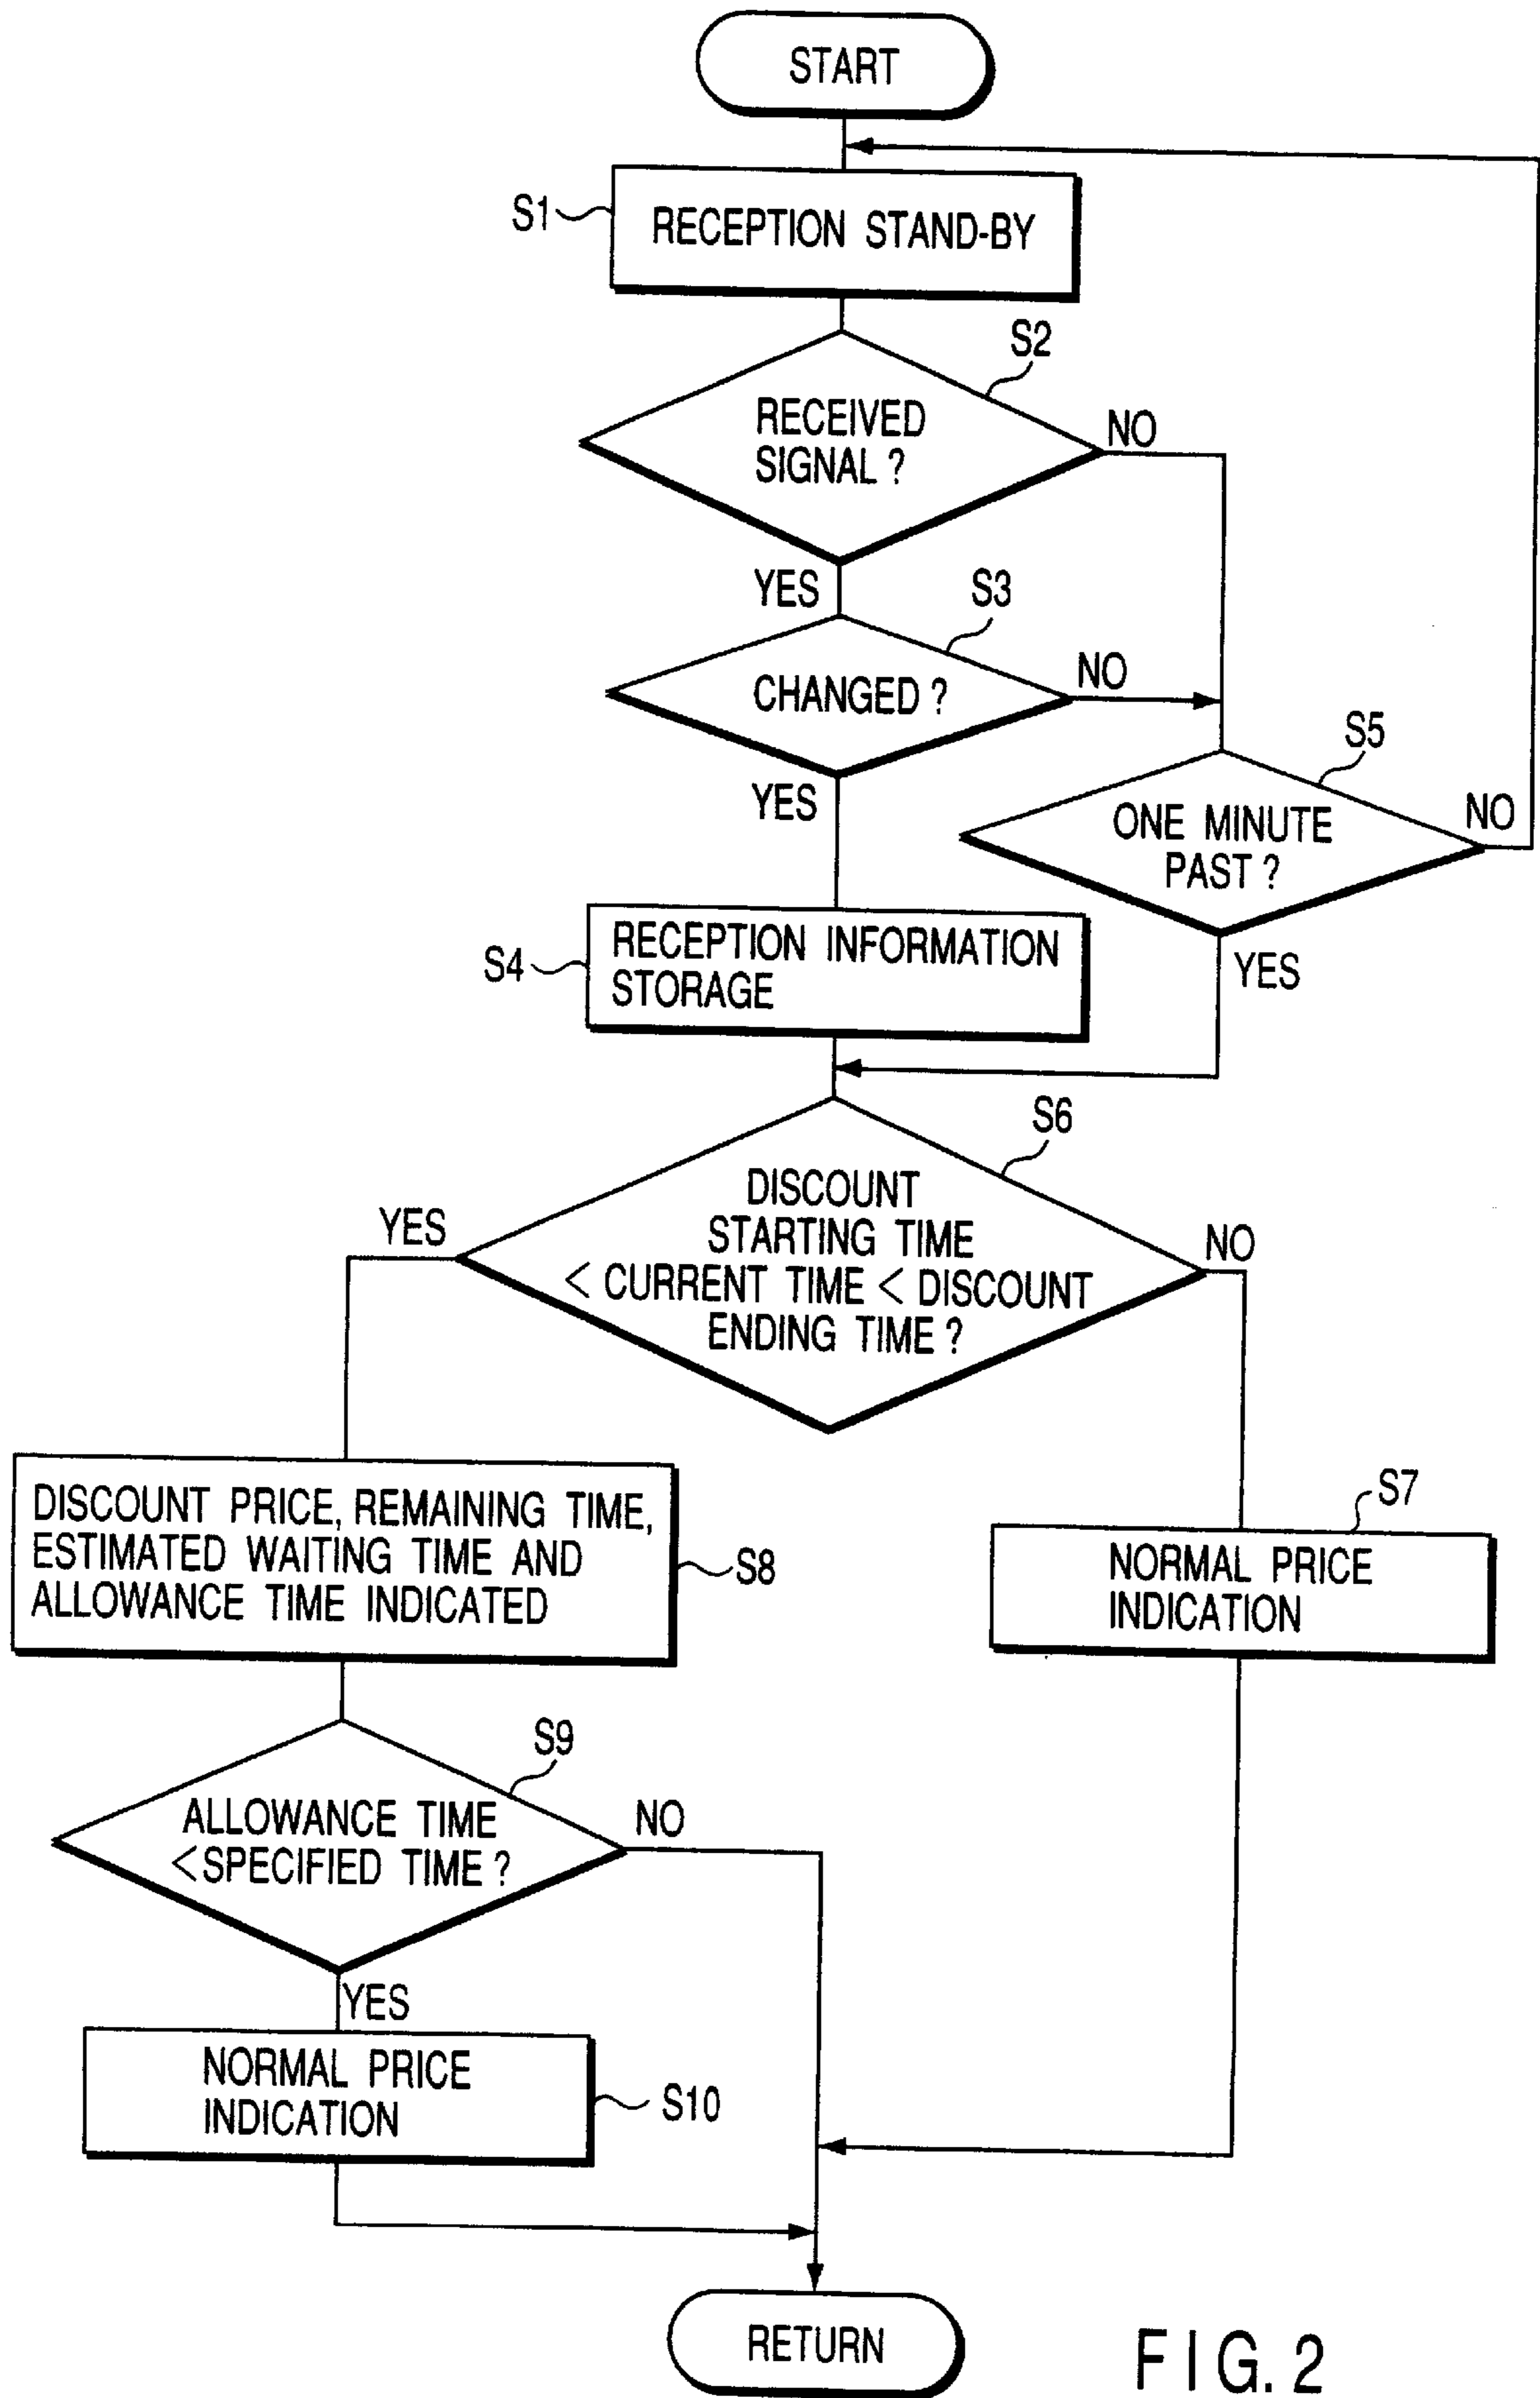 START
S1
RECEPTION STAND-BY
S2
RECEIVED
SIGNAL ?
NO
YES
S3
CHANGED ?
NO
YES
S5
ONE MINUTE
PAST ?
NO
YES
S4
RECEPTION INFORMATION
STORAGE
S6
DISCOUNT
STARTING TIME
< CURRENT TIME < DISCOUNT
ENDING TIME ?
YES
NO
DISCOUNT PRICE, REMAINING TIME,
ESTIMATED WAITING TIME AND
ALLOWANCE TIME INDICATED
S8
S7
NORMAL PRICE
INDICATION
S9
ALLOWANCE TIME
< SPECIFIED TIME ?
NO
YES
NORMAL PRICE
INDICATION
S10
RETURN
FIG. 2